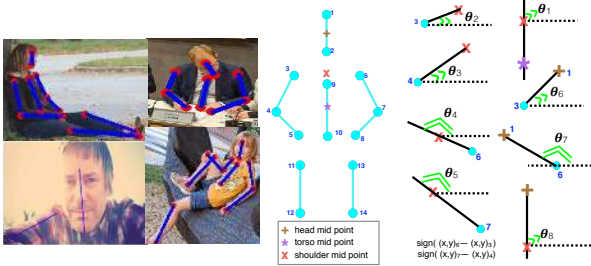 1
2
3
9
6
4
7
5
10
8
11
13
12
14
+ head mid point
* torso mid point
x shoulder mid point
3
θ₂
4
θ₃
θ₄
6
θ₅
7
sign( (x,y)₆— (x,y)₃)
sign( (x,y)₇— (x,y)₄)
θ₁
1
θ₆
3
1
θ₇
6
θ₈